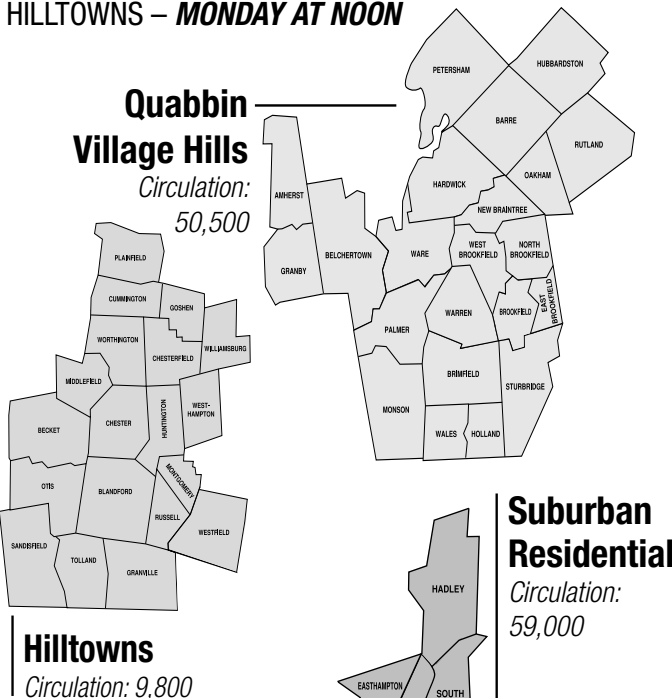 HILLTOWNS – MONDAY AT NOON
Quabbin
Village Hills
Circulation:
50,500
PETERSHAM
HUBBARDSTON
BARRE
RUTLAND
HARDWICK
OAKHAM
AMHERST
NEW BRAINTREE
BELCHERTOWN
WARE
WEST
BROOKFIELD
NORTH
BROOKFIELD
GRANBY
EAST
BROOKFIELD
BROOKFIELD
WARREN
PALMER
BRIMFIELD
STURBRIDGE
MONSON
WALES
HOLLAND
PLAINFIELD
CUMMINGTON
GOSHEN
WORTHINGTON
CHESTERFIELD
WILLIAMSBURG
MIDDLEFIELD
WEST-
HAMPTON
HUNTINGTON
CHESTER
BECKET
MONTGOMERY
OTIS
BLANDFORD
RUSSELL
WESTFIELD
SANDISFIELD
TOLLAND
GRANVILLE
Hilltowns
Circulation: 9,800
Suburban
Residential
Circulation:
59,000
HADLEY
EASTHAMPTON
SOUTH